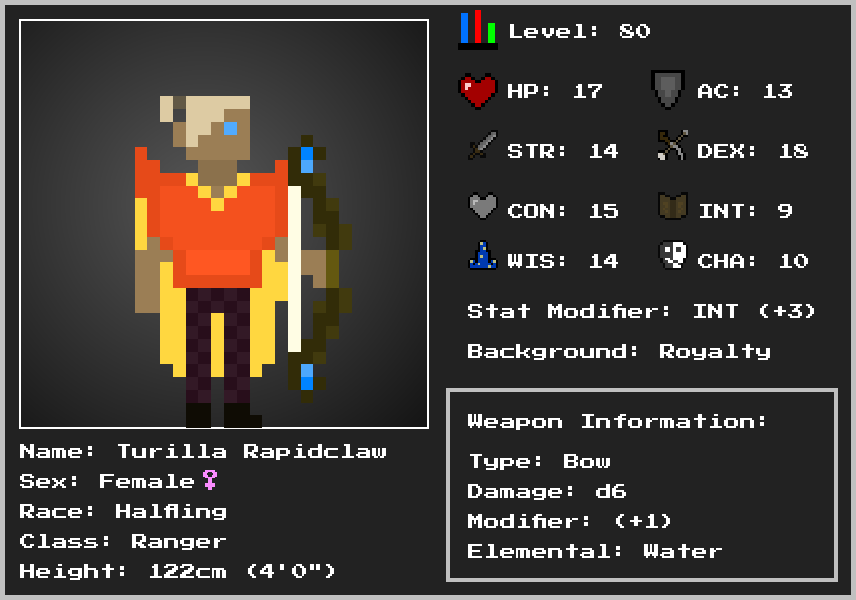 Level: 80
HP: 17
AC: 13
STR: 14
DEX: 18
CON: 15
INT: 9
WIS: 14
CHA: 10
Stat Modifier: INT (+3)
Background: Royalty
Name: Turilla Rapidclaw
Sex: Female♀
Race: Halfling
Class: Ranger
Height: 122cm (4'0")
Weapon Information:
Type: Bow
Damage: d6
Modifier: (+1)
Elemental: Water